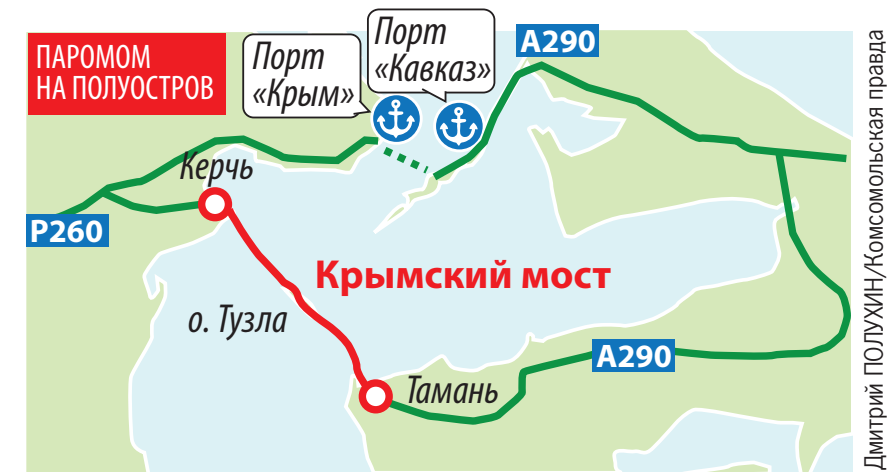 ПАРОМОМ
НА ПОЛУОСТРОВ
Порт
«Крым»
Порт
«Кавказ»
А290
Керчь
Р260
Крымский мост
о. Тузла
А290
Тамань
Дмитрий ПОЛУХИН/Комсомольская правда